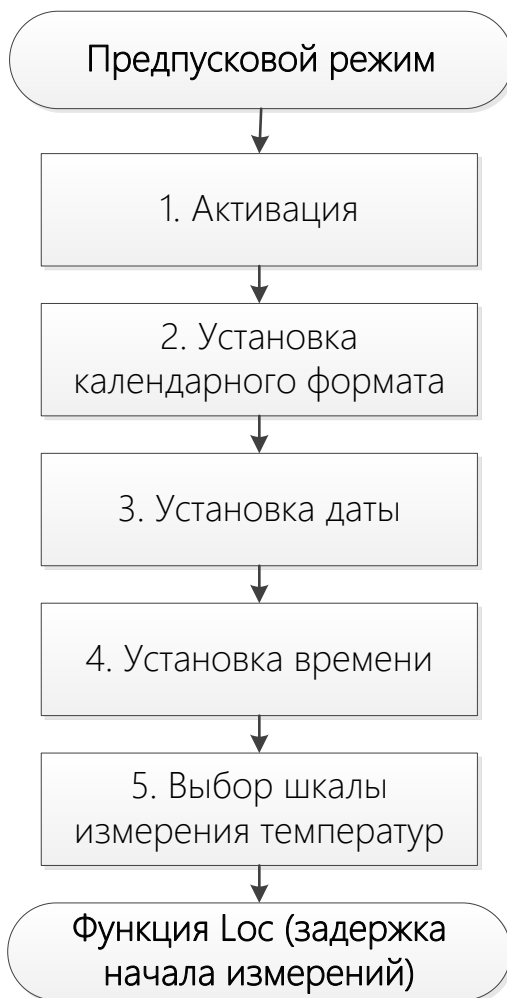 Предпусковой режим
1. Активация
2. Установка
календарного формата
3. Установка даты
4. Установка времени
5. Выбор шкалы
измерения температур
Функция Loc (задержка
начала измерений)